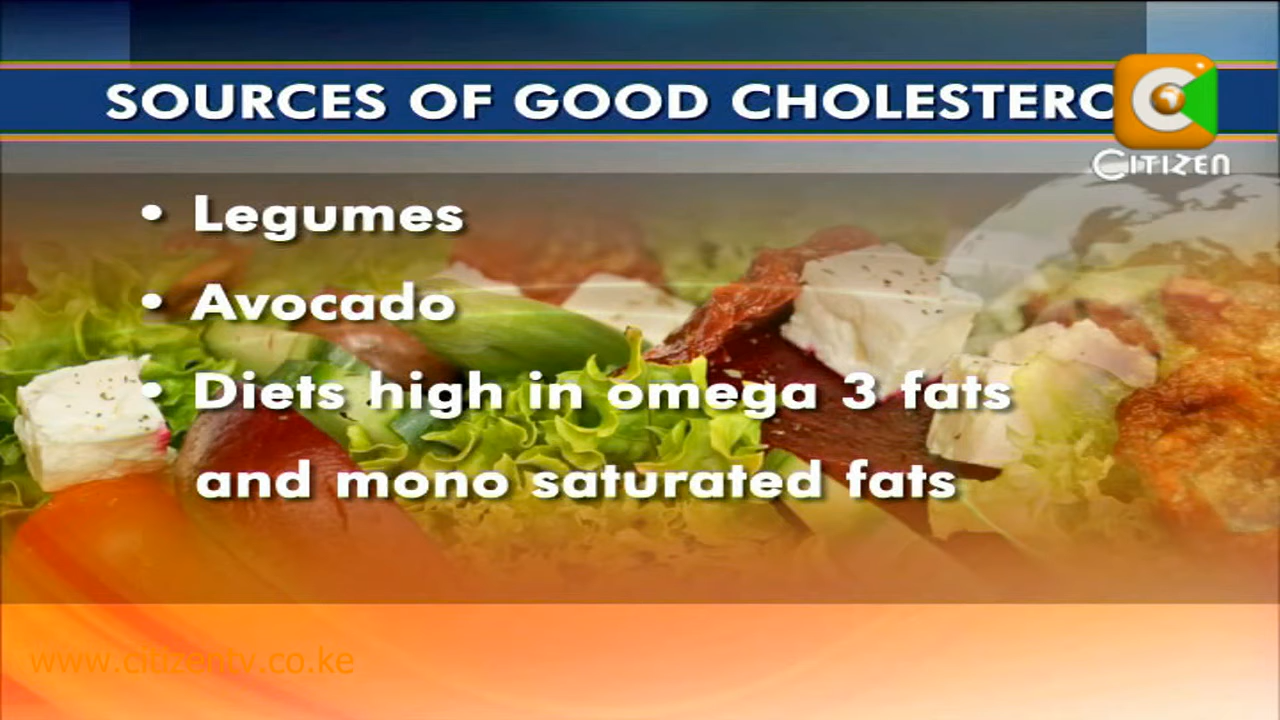 SOURCES OF GOOD CHOLESTERO
CITIZEN
• Legumes
• Avocado
• Diets high in omega 3 fats
and mono saturated fats
www.citizentv.co.ke